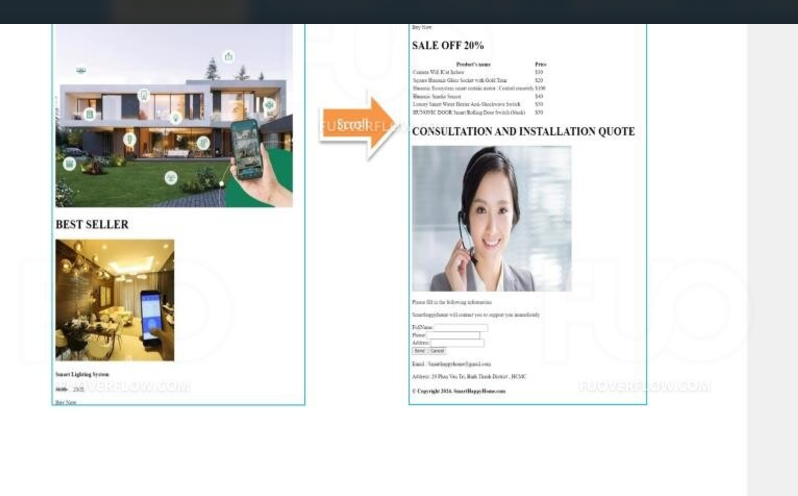 BEST SELLER
Smart Lighting System
Buy Now
Scroll
Buy Now
SALE OFF 20%
Product's name Price
Camera Wifi ICat Indoor $30
Square Hunonic Glass Socket with Gold Trim $20
Hunonic Ecosystem smart curtain motor : Control remotely $100
Hunonic Smoke Sensor $40
Luxury Smart Water Heater Anti-Shockwave Switch $50
HUNONIC DOOR Smart Rolling Door Switch (black) $50
CONSULTATION AND INSTALLATION QUOTE
Please fill in the following information
Smarthappyhome will contact you to support you immediately
FullName:
Phone:
Address:
Send Cancel
Email : Smarthappyhome@gmail.com
Address: 29 Phan Van Tri, Binh Thanh District , HCMC
© Copyright 2024. SmartHappyHome.com
FUOVERFLOW.COM
FUOVERFLOW.COM